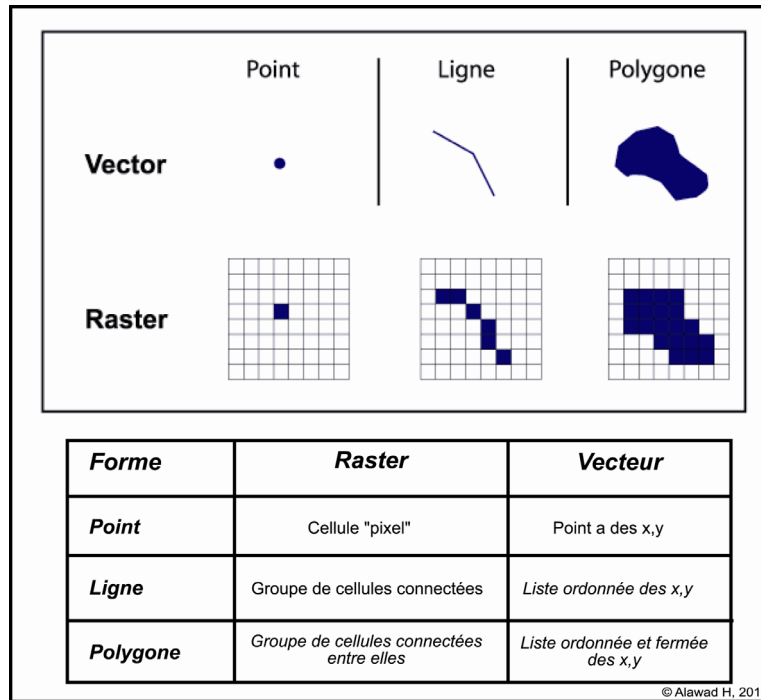 Point Ligne Polygone
Vector
Raster
Forme Raster Vecteur
Point Cellule "pixel" Point a des x,y
Ligne Groupe de cellules connectées Liste ordonnée des x,y
Polygone Groupe de cellules connectées entre elles Liste ordonnée et fermée des x,y
© Alawad H, 201